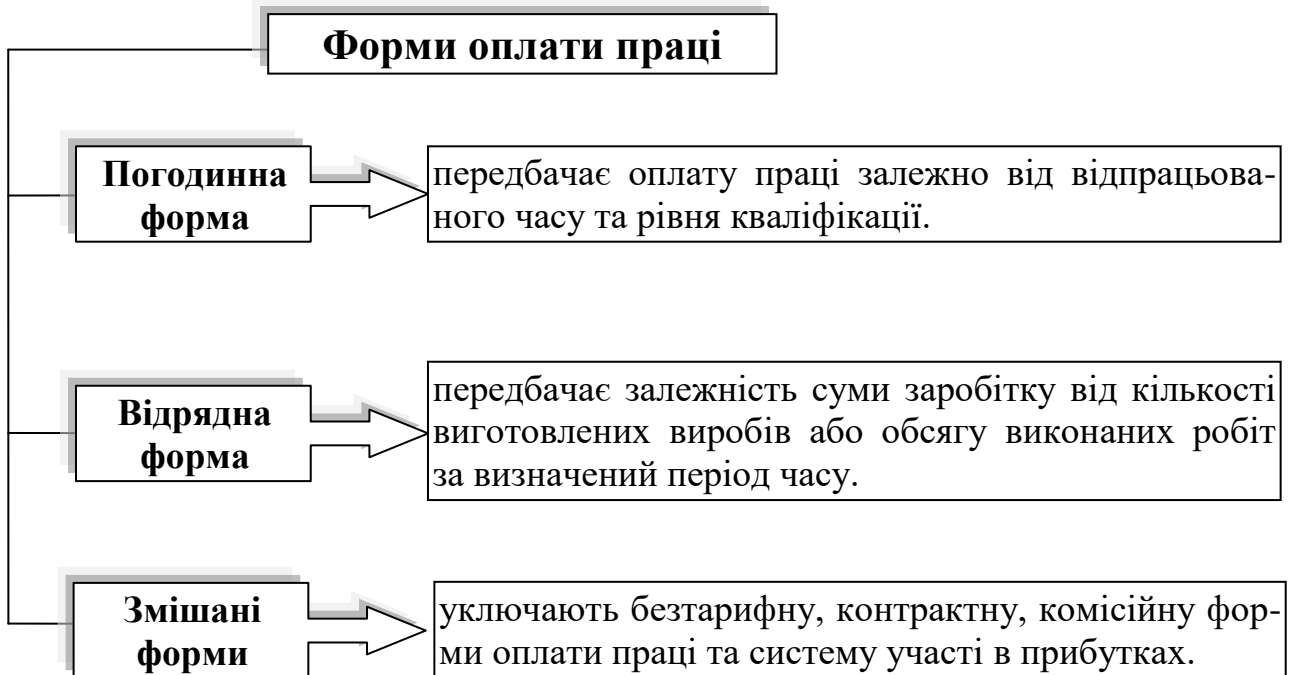 Форми оплати праці
Погодинна
форма
передбачає оплату праці залежно від відпрацьова-
ного часу та рівня кваліфікації.
Відрядна
форма
передбачає залежність суми заробітку від кількості
виготовлених виробів або обсягу виконаних робіт
за визначений період часу.
Змішані
форми
уключають безтарифну, контрактну, комісійну фор-
ми оплати праці та систему участі в прибутках.